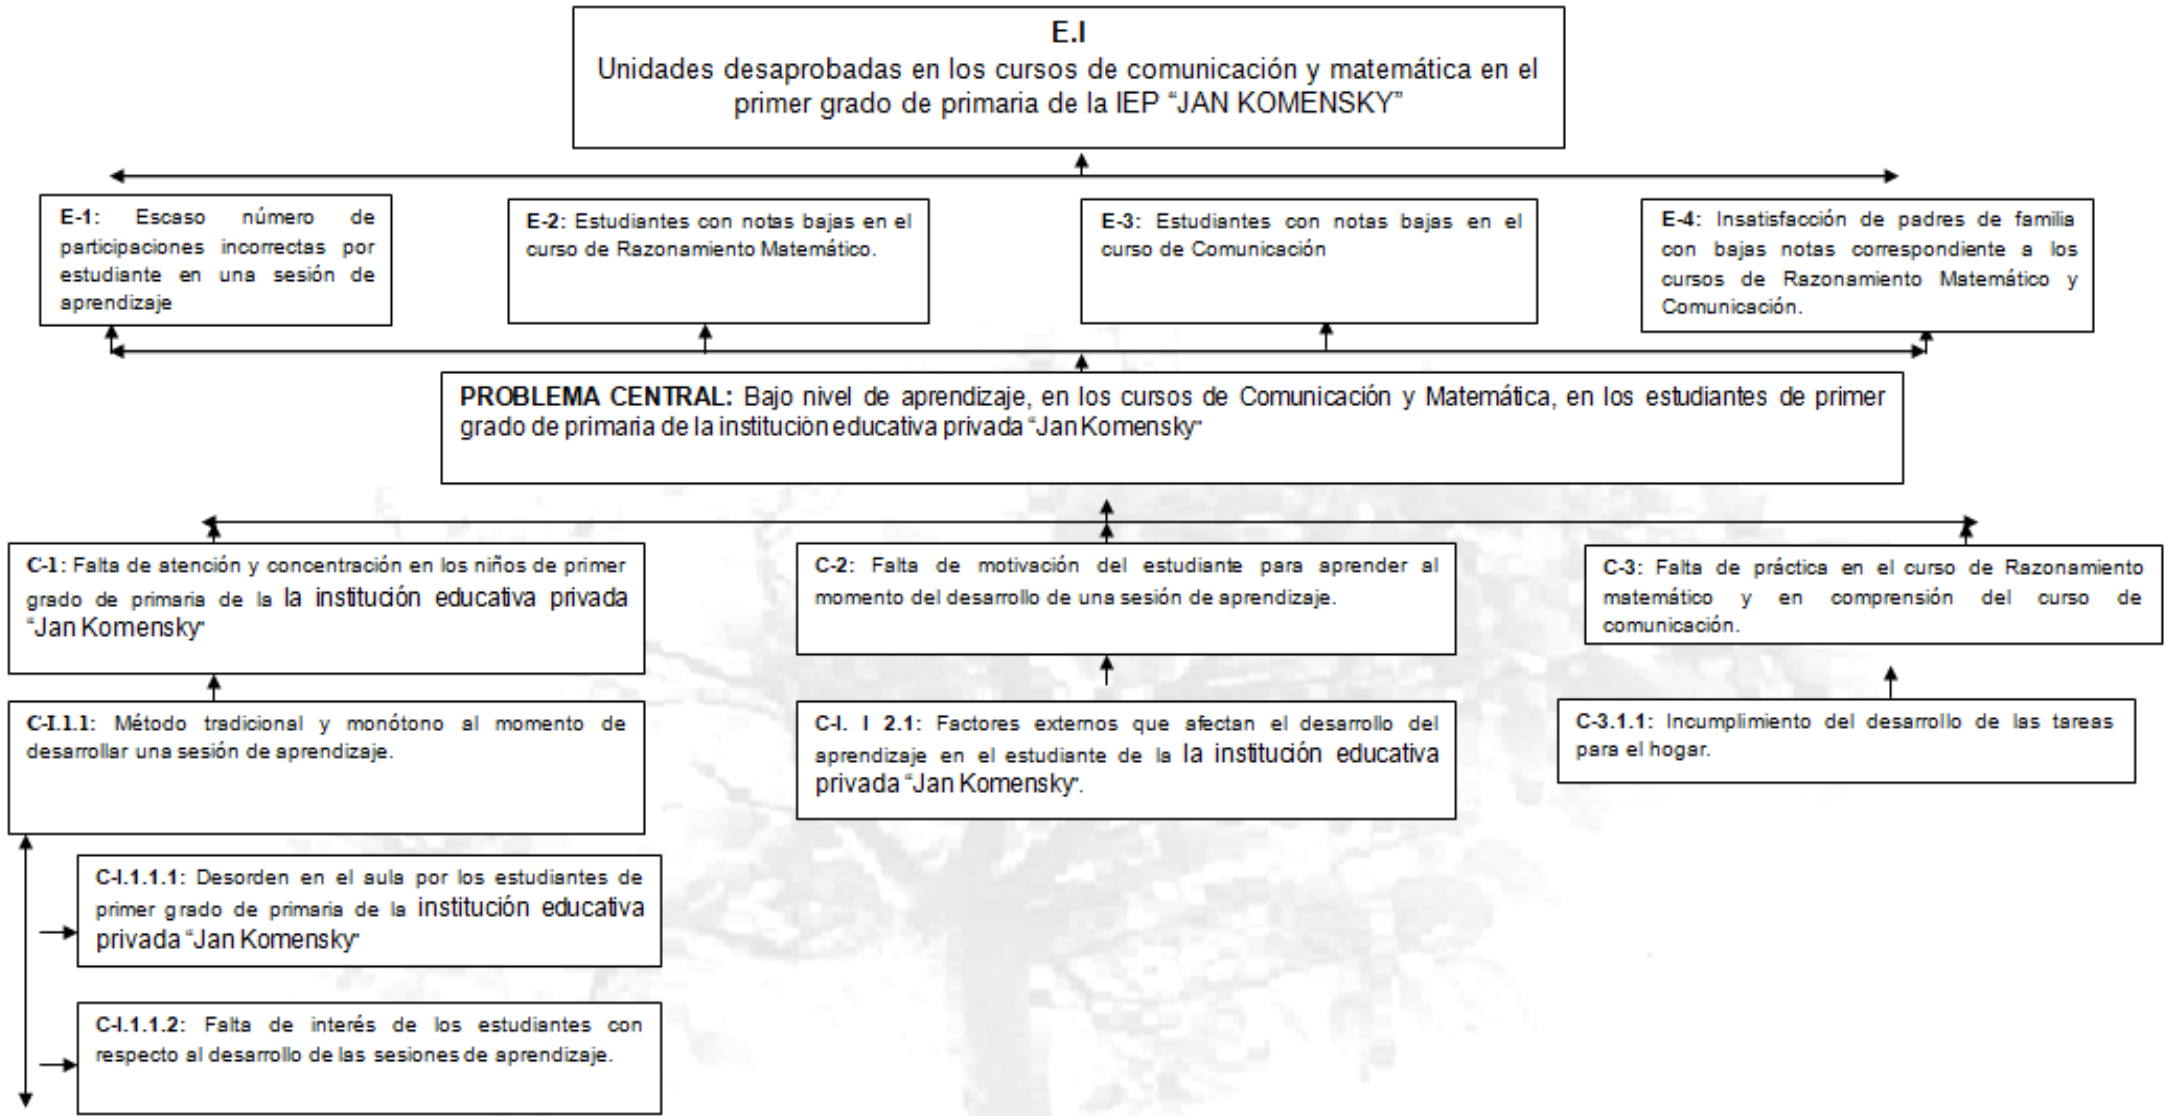 E.I
Unidades desaprobadas en los cursos de comunicación y matemática en el
primer grado de primaria de la IEP “JAN KOMENSKY”
E-1: Escaso número de
participaciones incorrectas por
estudiante en una sesión de
aprendizaje
E-2: Estudiantes con notas bajas en el
curso de Razonamiento Matemático.
E-3: Estudiantes con notas bajas en el
curso de Comunicación
E-4: Insatisfacción de padres de familia
con bajas notas correspondiente a los
cursos de Razonamiento Matemático y
Comunicación.
PROBLEMA CENTRAL: Bajo nivel de aprendizaje, en los cursos de Comunicación y Matemática, en los estudiantes de primer
grado de primaria de la institución educativa privada “Jan Komensky”
C-1: Falta de atención y concentración en los niños de primer
grado de primaria de la la institución educativa privada
“Jan Komensky”
C-2: Falta de motivación del estudiante para aprender al
momento del desarrollo de una sesión de aprendizaje.
C-3: Falta de práctica en el curso de Razonamiento
matemático y en comprensión del curso de
comunicación.
C-I.1.1: Método tradicional y monótono al momento de
desarrollar una sesión de aprendizaje.
C-I. I 2.1: Factores externos que afectan el desarrollo del
aprendizaje en el estudiante de la la institución educativa
privada “Jan Komensky”.
C-3.1.1: Incumplimiento del desarrollo de las tareas
para el hogar.
C-I.1.1.1: Desorden en el aula por los estudiantes de
primer grado de primaria de la institución educativa
privada “Jan Komensky”
C-I.1.1.2: Falta de interés de los estudiantes con
respecto al desarrollo de las sesiones de aprendizaje.